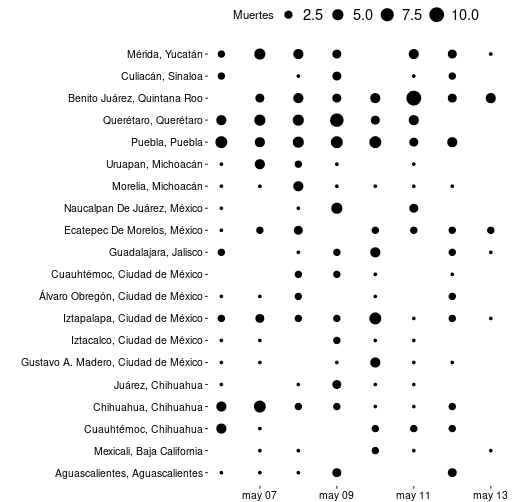 Muertes 2.5 5.0 7.5 10.0
Mérida, Yucatán
Culiacán, Sinaloa
Benito Juárez, Quintana Roo
Querétaro, Querétaro
Puebla, Puebla
Uruapan, Michoacán
Morelia, Michoacán
Naucalpan De Juárez, México
Ecatepec De Morelos, México
Guadalajara, Jalisco
Cuauhtémoc, Ciudad de México
Álvaro Obregón, Ciudad de México
Iztapalapa, Ciudad de México
Iztacalco, Ciudad de México
Gustavo A. Madero, Ciudad de México
Juárez, Chihuahua
Chihuahua, Chihuahua
Cuauhtémoc, Chihuahua
Mexicali, Baja California
Aguascalientes, Aguascalientes
may 07 may 09 may 11 may 13